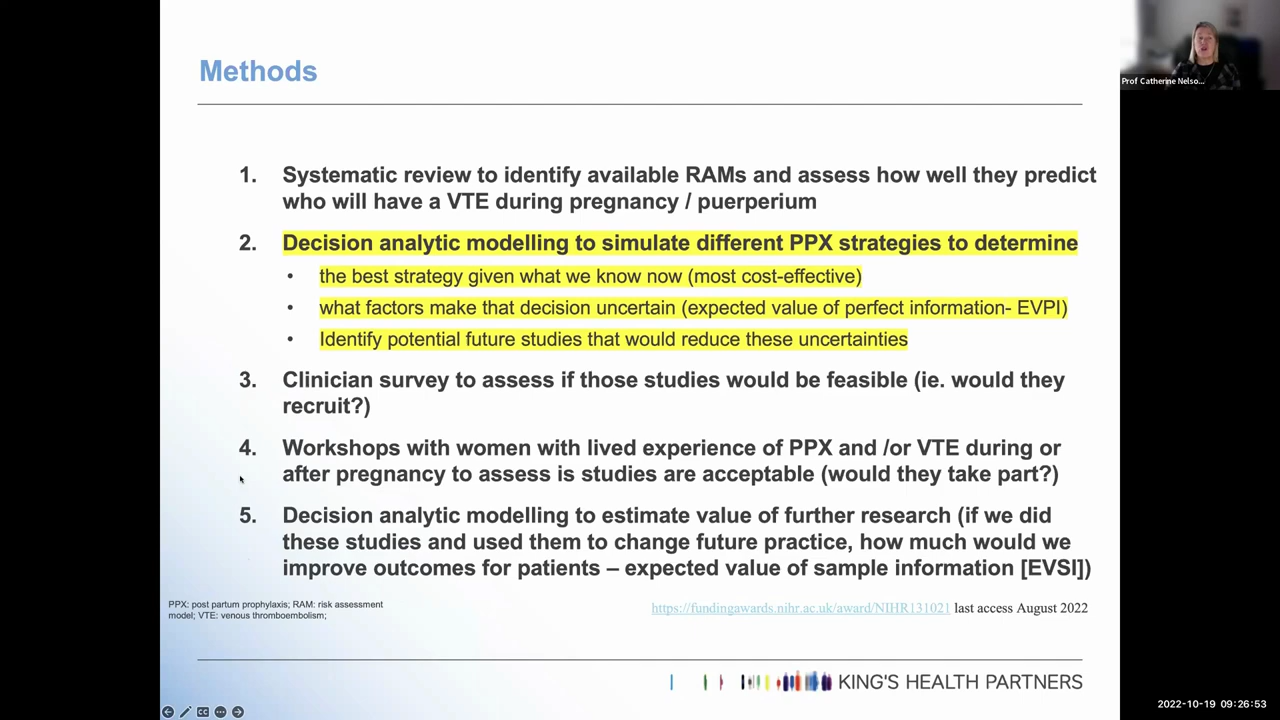 Methods
Prof Catherine Nelso...
1. Systematic review to identify available RAMs and assess how well they predict
who will have a VTE during pregnancy / puerperium
2. Decision analytic modelling to simulate different PPX strategies to determine
• the best strategy given what we know now (most cost-effective)
• what factors make that decision uncertain (expected value of perfect information- EVPI)
• Identify potential future studies that would reduce these uncertainties
3. Clinician survey to assess if those studies would be feasible (ie. would they
recruit?)
4. Workshops with women with lived experience of PPX and /or VTE during or
after pregnancy to assess is studies are acceptable (would they take part?)
5. Decision analytic modelling to estimate value of further research (if we did
these studies and used them to change future practice, how much would we
improve outcomes for patients – expected value of sample information [EVSI])
PPX: post partum prophylaxis; RAM: risk assessment
model; VTE: venous thromboembolism;
https://fundingawards.nihr.ac.uk/award/NIHR131021 last access August 2022
KING'S HEALTH PARTNERS
CC
2022-10-19 09:26:53